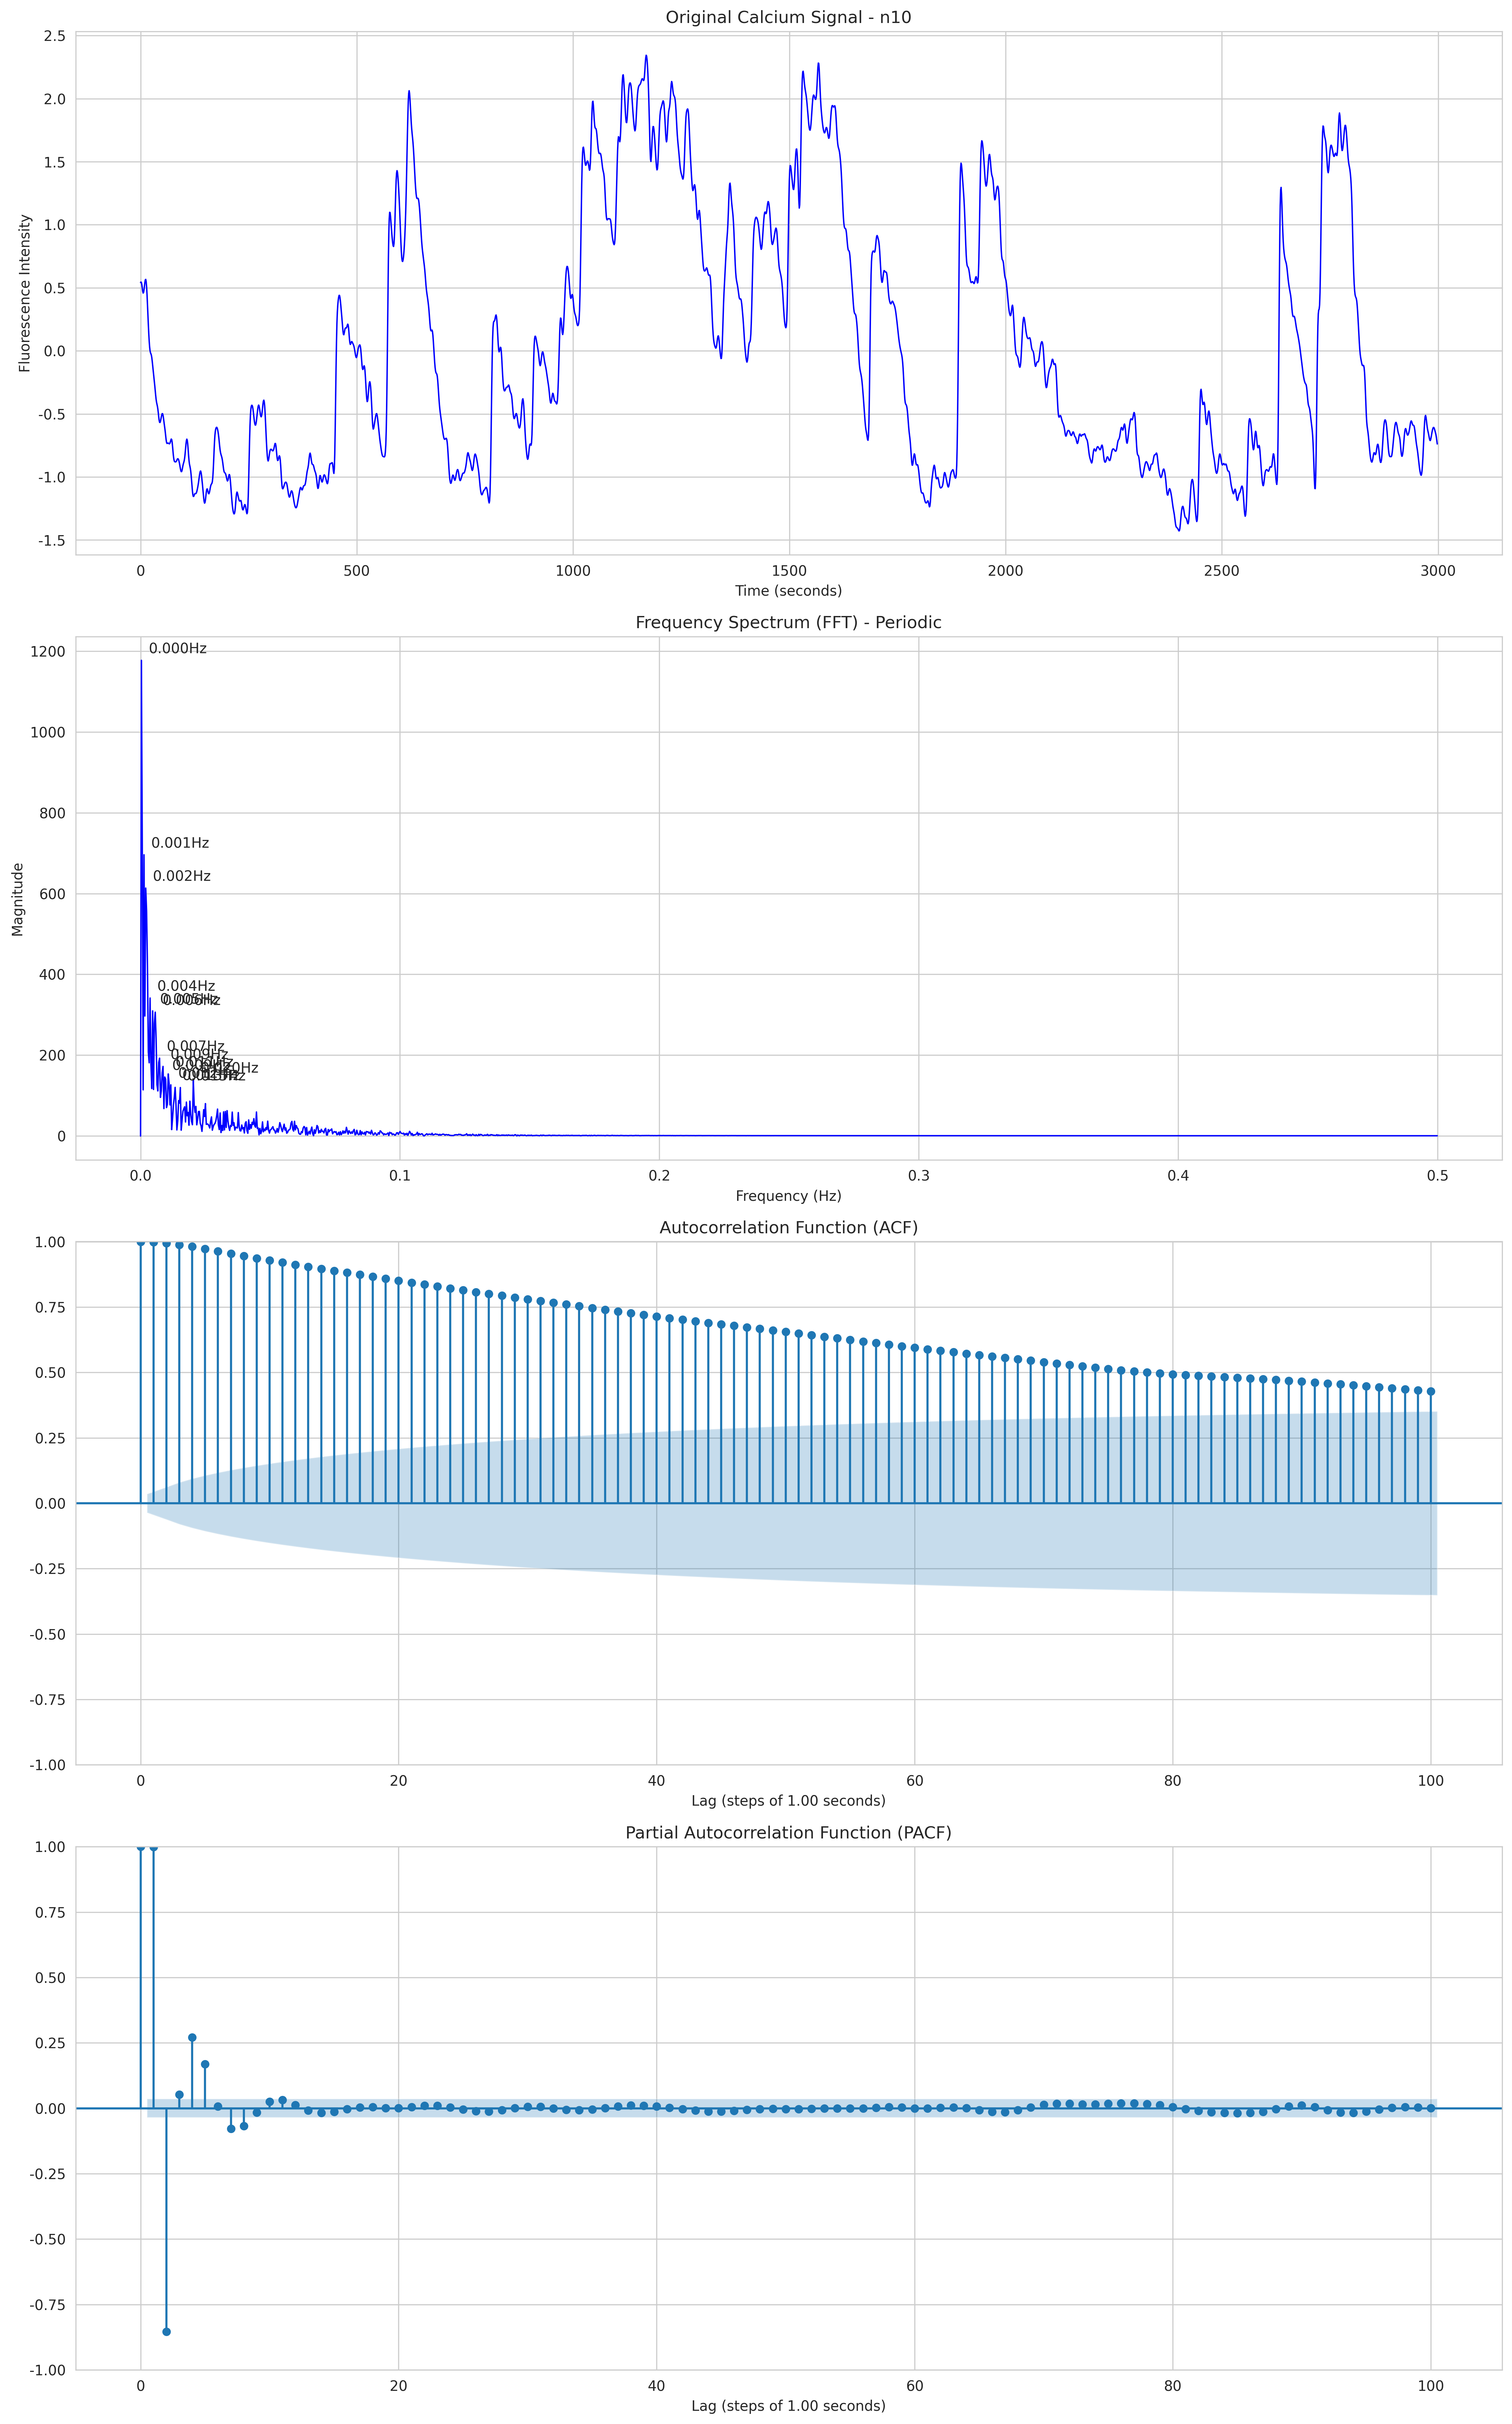 Original Calcium Signal - n10
2.5
2.0
1.5
1.0
0.5
0.0
-0.5
-1.0
-1.5
Fluorescence Intensity
0 500 1000 1500 2000 2500 3000
Time (seconds)
Frequency Spectrum (FFT) - Periodic
1200
1000
800
600
400
200
0
Magnitude
0.000Hz
0.001Hz
0.002Hz
0.004Hz
0.005Hz
0.006Hz
0.007Hz
0.009Hz
0.0 0.1 0.2 0.3 0.4 0.5
Frequency (Hz)
Autocorrelation Function (ACF)
1.00
0.75
0.50
0.25
0.00
-0.25
-0.50
-0.75
-1.00
0 20 40 60 80 100
Lag (steps of 1.00 seconds)
Partial Autocorrelation Function (PACF)
1.00
0.75
0.50
0.25
0.00
-0.25
-0.50
-0.75
-1.00
0 20 40 60 80 100
Lag (steps of 1.00 seconds)